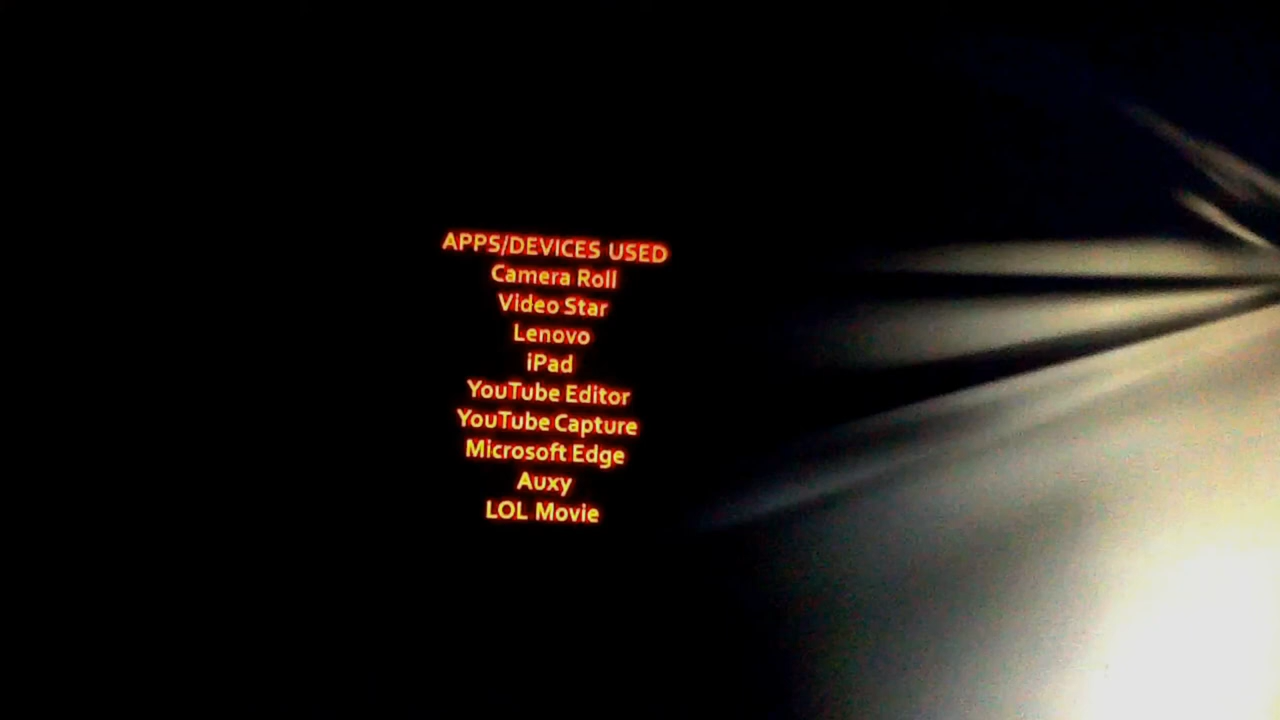 APPS/DEVICES USED
Camera Roll
Video Star
Lenovo
iPad
YouTube Editor
YouTube Capture
Microsoft Edge
Auxy
LOL Movie